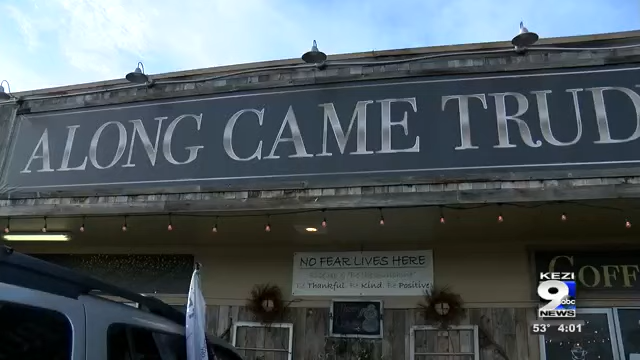 ALONG CAME TRUD
NO FEAR LIVES HERE
be Thankful. be Kind. be Positive
COFF
KEZI
9 abc
NEWS
53° 4:01